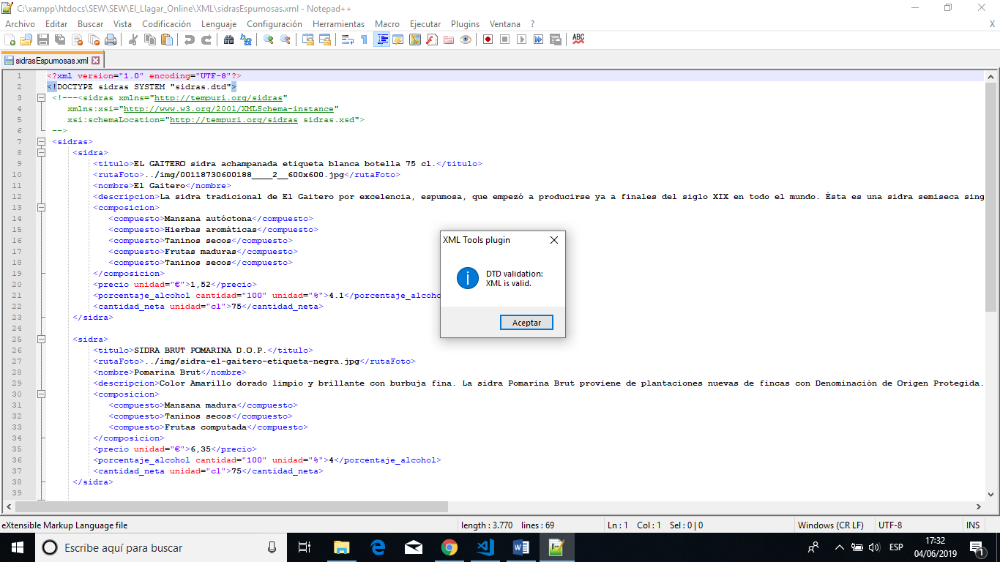 C:\xampp\htdocs\SEW\SEW\El_Llagar_Online\XML\sidrasEspumosas.xml - Notepad++
Archivo Editar Buscar Vista Codificación Lenguaje Configuración Herramientas Macro Ejecutar Plugins Ventana ? X
ABC
sidrasEspumosas.xml
1 <?xml version="1.0" encoding="UTF-8"?>
2 <!DOCTYPE sidras SYSTEM "sidras.dtd">
3 <!---<sidras xmlns="http://tempuri.org/sidras"
4 xmlns:xsi="http://www.w3.org/2001/XMLSchema-instance"
5 xsi:schemaLocation="http://tempuri.org/sidras sidras.xsd">
6 -->
7 <sidras>
8 <sidra>
9 <titulo>EL GAITERO sidra achampanada etiqueta blanca botella 75 cl.</titulo>
10 <rutaFoto>../img/00118730600188____2__600x600.jpg</rutaFoto>
11 <nombre>El Gaitero</nombre>
12 <descripcion>La sidra tradicional de El Gaitero por excelencia, espumosa, que empezó a producirse ya a finales del siglo XIX en todo el mundo. Ésta es una sidra semiseca sing
13 <composicion>
14 <compuesto>Manzana autóctona</compuesto>
15 <compuesto>Hierbas aromáticas</compuesto>
16 <compuesto>Taninos secos</compuesto>
17 <compuesto>Frutas maduras</compuesto>
18 <compuesto>Taninos secos</compuesto>
19 </composicion>
20 <precio unidad="€">1,52</precio>
21 <porcentaje_alcohol cantidad="100" unidad="%">4.1</porcentaje_alcoho
22 <cantidad_neta unidad="cl">75</cantidad_neta>
23 </sidra>
24
25 <sidra>
26 <titulo>SIDRA BRUT POMARINA D.O.P.</titulo>
27 <rutaFoto>../img/sidra-el-gaitero-etiqueta-negra.jpg</rutaFoto>
28 <nombre>Pomarina Brut</nombre>
29 <descripcion>Color Amarillo dorado limpio y brillante con burbuja fina. La sidra Pomarina Brut proviene de plantaciones nuevas de fincas con Denominación de Origen Protegida.
30 <composicion>
31 <compuesto>Manzana madura</compuesto>
32 <compuesto>Taninos secos</compuesto>
33 <compuesto>Frutas computada</compuesto>
34 </composicion>
35 <precio unidad="€">6,35</precio>
36 <porcentaje_alcohol cantidad="100" unidad="%">4</porcentaje_alcohol>
37 <cantidad_neta unidad="cl">75</cantidad_neta>
38 </sidra>
39
XML Tools plugin
DTD validation:
XML is valid.
Aceptar
eXtensible Markup Language file length : 3.770 lines : 69 Ln : 1 Col : 1 Sel : 0 | 0 Windows (CR LF) UTF-8 INS
Escribe aquí para buscar
ESP
17:32
04/06/2019
1